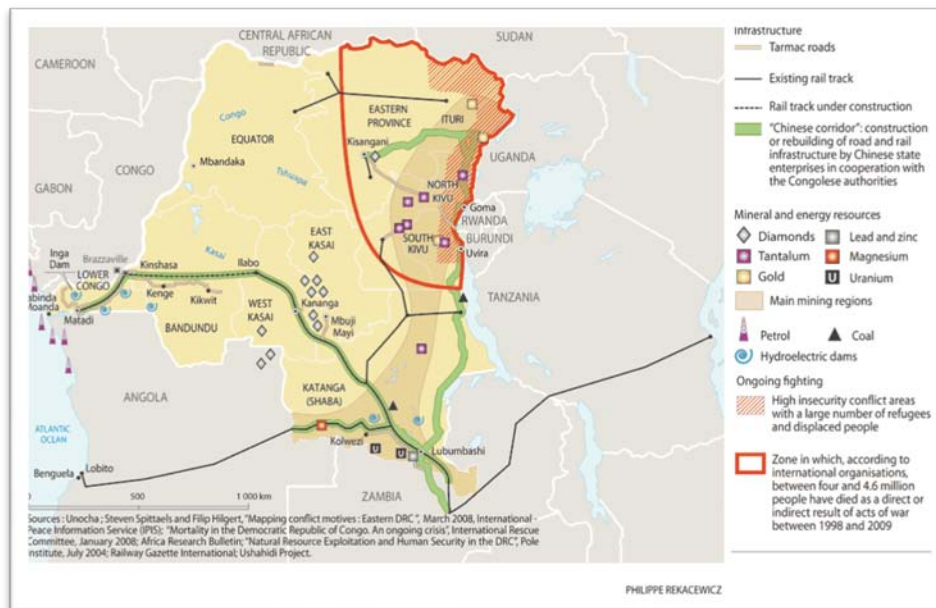 CENTRAL AFRICAN
REPUBLIC
SUDAN
CAMEROON
Congo
EQUATOR
EASTERN
PROVINCE
ITURI
Kisangani
UGANDA
CONGO
Mbandaka
Tshuapa
GABON
NORTH
KIVU
Goma
RWANDA
EAST
KASAI
SOUTH
KIVU
BURUNDI
Uvira
Inga
Dam
Brazzaville
Kasai
LOWER
CONGO
Kinshasa
Ilabo
Kenge
Kikwit
WEST
KASAI
Kananga
TANZANIA
abinda
Moanda
Matadi
BANDUNDU
Mbuji
Mayi
KATANGA
(SHABA)
ANGOLA
ATLANTIC
OCLAN
Kolwezi
Lubumbashi
Benguela
Lobito
ZAMBIA
0
500
1 000 km
Sources : Unocha ; Steven Spittaels and Filip Hilgert, "Mapping conflict motives : Eastern DRC ", March 2008, International -
Peace Information Service (IPIS); "Mortality in the Democratic Republic of Congo. An ongoing crisis", International Rescue
Committee, January 2008; Africa Research Bulletin; "Natural Resource Exploitation and Human Security in the DRC", Pole
nstitute, July 2004; Railway Gazette International; Ushahidi Project.
Infrastructure
Tarmac roads
Existing rail track
Rail track under construction
"Chinese corridor": construction
or rebuilding of road and rail
infrastructure by Chinese state
enterprises in cooperation with
the Congolese authorities
Mineral and energy resources
Diamonds
Lead and zinc
Tantalum
Magnesium
Gold
U Uranium
Main mining regions
Petrol
Coal
Hydroelectric dams
Ongoing fighting
High insecurity conflict areas
with a large number of refugees
and displaced people
Zone in which, according to
international organisations,
between four and 4.6 million
people have died as a direct or
indirect result of acts of war
between 1998 and 2009
PHILIPPE REKACEWICZ